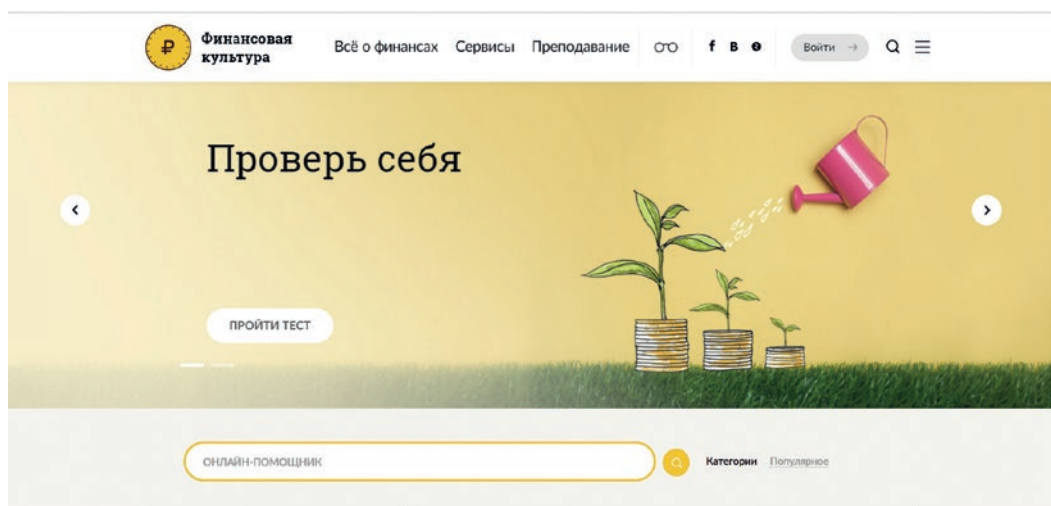 Финансовая
культура
Всё о финансах Сервисы Преподавание
f В
Войти →
Проверь себя
ПРОЙТИ ТЕСТ
ОНЛАЙН-ПОМОЩНИК
Категории Популярное